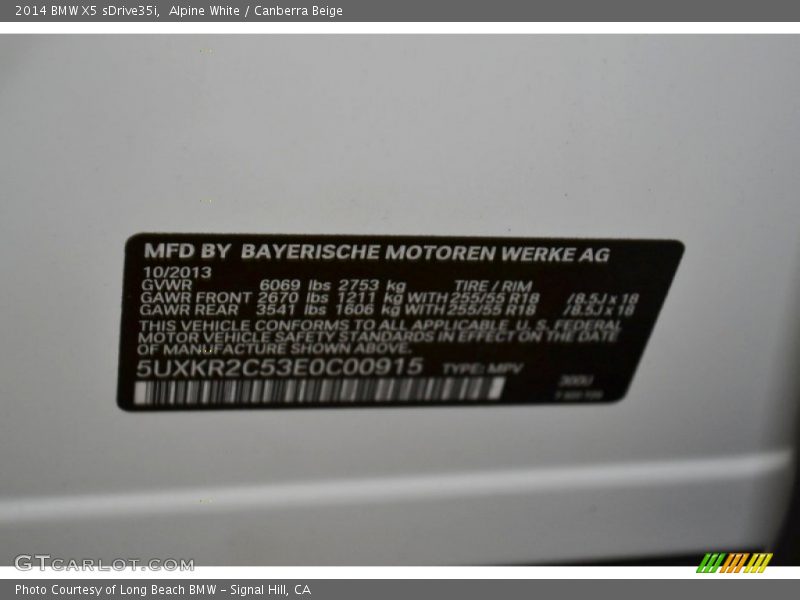 2014 BMW X5 sDrive35i,  Alpine White / Canberra Beige
MFD BY BAYERISCHE MOTOREN WERKE AG
10/2013
GVWR 6069 lbs 2753 kg TIRE / RIM
GAWR FRONT 2670 lbs 1211 kg WITH 255/55 R18 /8.5J x 18
GAWR REAR 3541 lbs 1606 kg WITH 255/55 R18 /8.5J x 18
THIS VEHICLE CONFORMS TO ALL APPLICABLE U. S. FEDERAL
MOTOR VEHICLE SAFETY STANDARDS IN EFFECT ON THE DATE
OF MANUFACTURE SHOWN ABOVE.
5UXKR2C53E0C00915 TYPE: MPV
300U
GTCARLOT.COM
Photo Courtesy of Long Beach BMW - Signal Hill, CA